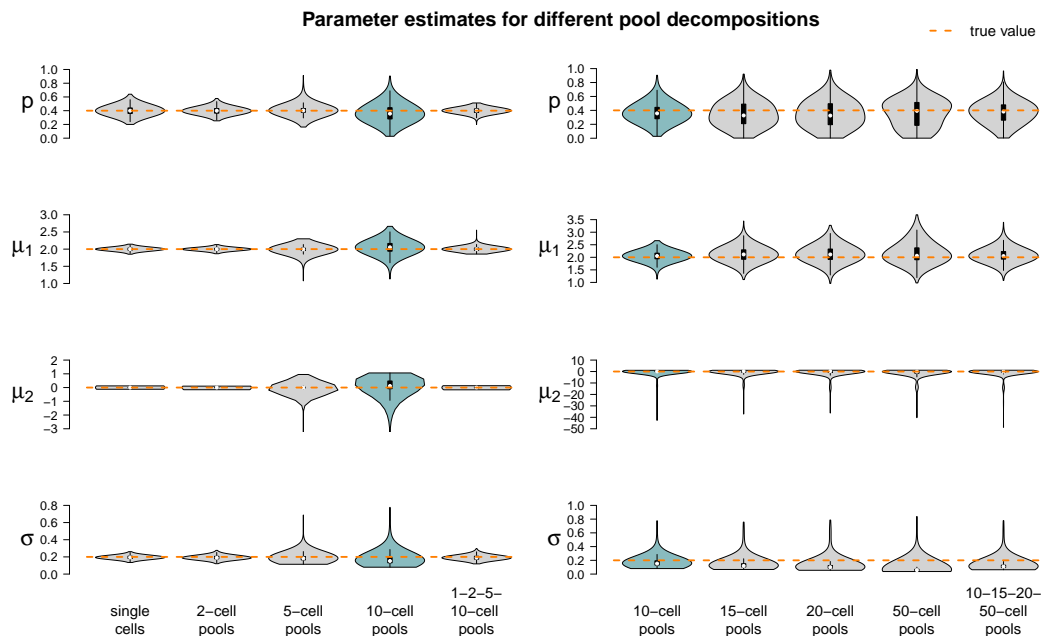 Parameter estimates for different pool decompositions
true value
p
1.0
0.8
0.6
0.4
0.2
0.0
p
1.0
0.8
0.6
0.4
0.2
0.0
μ1
3.0
2.5
2.0
1.5
1.0
μ1
3.5
3.0
2.5
2.0
1.5
1.0
μ2
2
1
0
−1
−2
−3
μ2
10
0
−10
−20
−30
−40
−50
σ
0.8
0.6
0.4
0.2
0.0
σ
1.0
0.8
0.6
0.4
0.2
0.0
single
cells
2−cell
pools
5−cell
pools
10−cell
pools
1−2−5−
10−cell
pools
10−cell
pools
15−cell
pools
20−cell
pools
50−cell
pools
10−15−20−
50−cell
pools